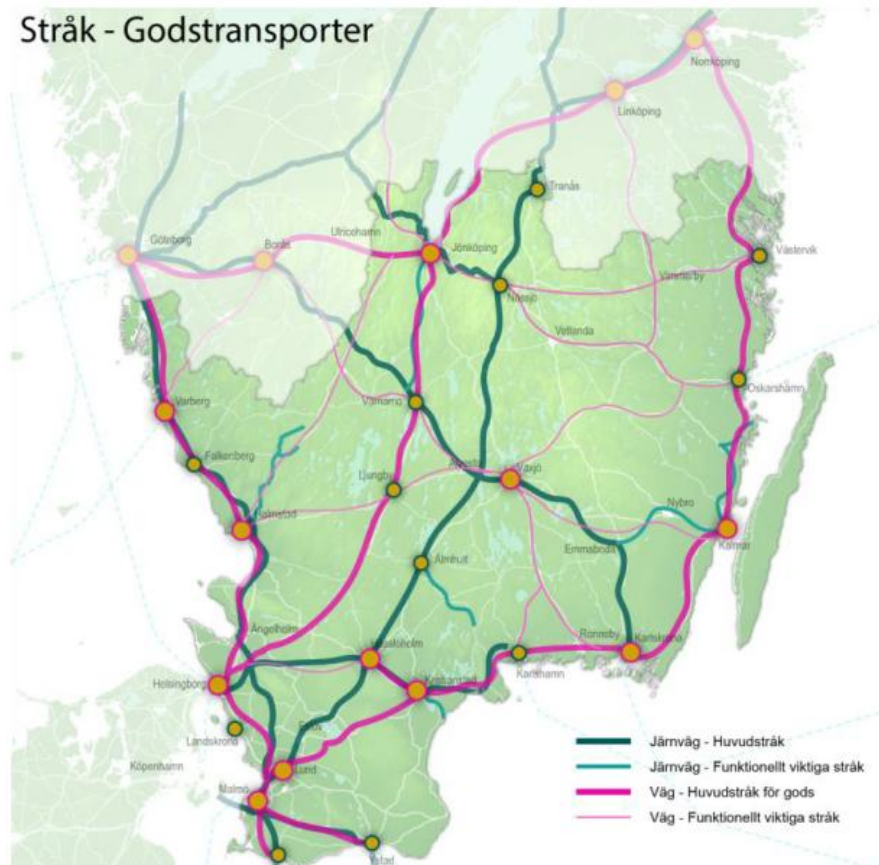 Stråk - Godstransporter
Norrköping
Linköping
Tranås
Ulricehamn
Göteborg
Borås
Jönköping
Västervik
Vimmerby
Nässjö
Vetlanda
Oskarshamn
Värnamo
Varberg
Falkenberg
Växjö
Ljungby
Nybro
Halmstad
Kalmar
Emmaboda
Älmhult
Ängelholm
Ronneby
Karlskrona
Karlshamn
Helsingborg
Kristianstad
Landskrona
Köpenhamn
Lund
Malmö
Ystad
Järnväg - Huvudstråk
Järnväg - Funktionellt viktiga stråk
Väg - Huvudstråk för gods
Väg - Funktionellt viktiga stråk